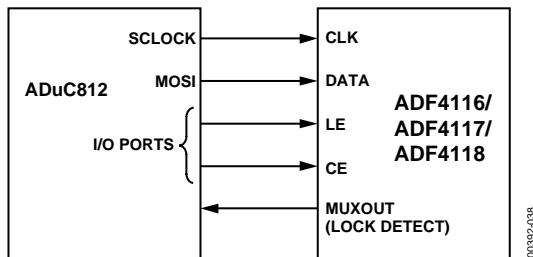 SCLOCK
MOSI
ADuC812
I/O PORTS
CLK
DATA
LE
CE
MUXOUT
(LOCK DETECT)
ADF4116/
ADF4117/
ADF4118
00392-038